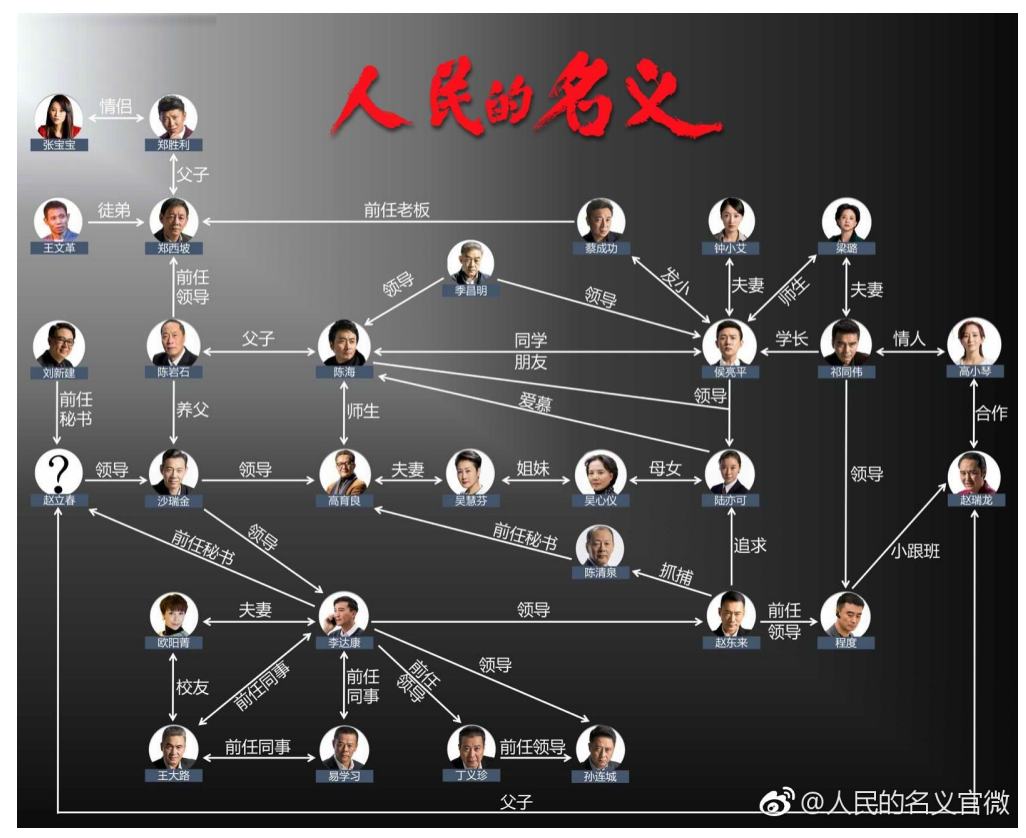 人民的名义
情侣
张宝宝
郑胜利
父子
徒弟
前任老板
王文革
郑西坡
蔡成功
钟小艾
梁璐
前任
领导
领导
季昌明
领导
发小
夫妻
师生
夫妻
父子
同学
朋友
学长
情人
刘新建
陈岩石
陈海
侯亮平
祁同伟
高小琴
前任
秘书
养父
师生
爱慕
领导
合作
?
领导
领导
夫妻
姐妹
母女
领导
赵立春
沙瑞金
高育良
吴慧芬
吴心仪
陆亦可
赵瑞龙
前任秘书
领导
前任秘书
陈清泉
抓捕
追求
小跟班
夫妻
领导
前任
领导
欧阳菁
李达康
赵东来
程度
校友
前任同事
前任
同事
前任
领导
领导
前任同事
前任领导
王大路
易学习
丁义珍
孙连城
父子
@人民的名义官微